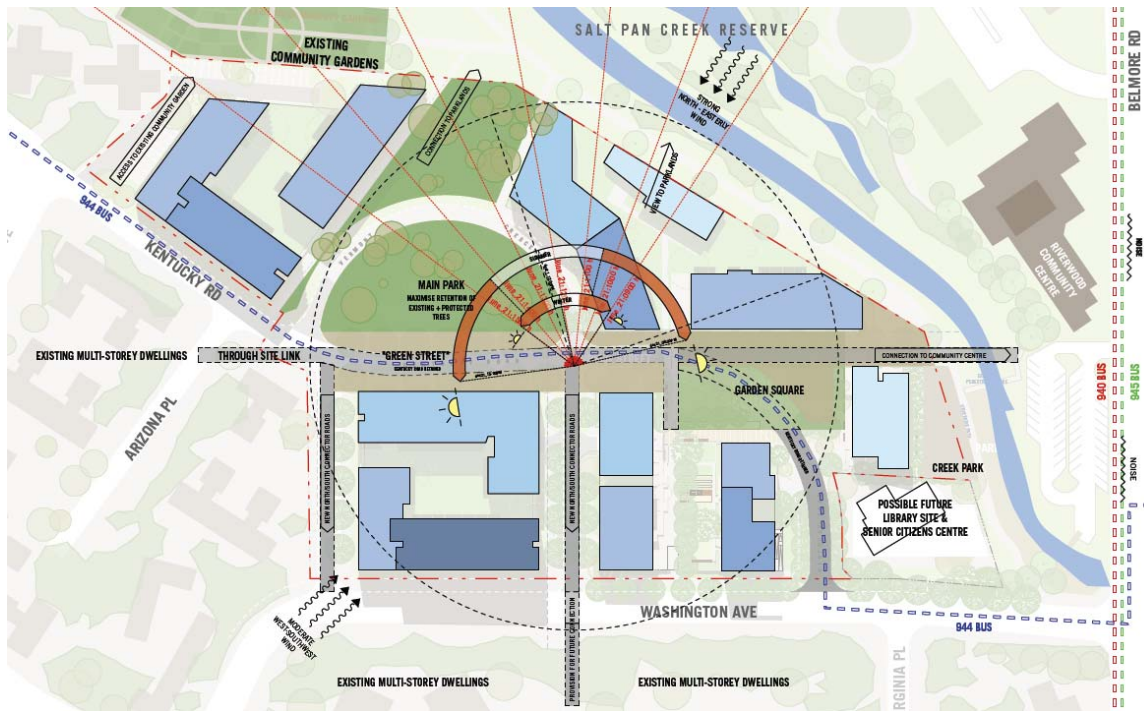 SALT PAN CREEK RESERVE
BELMORE RD
EXISTING
COMMUNITY GARDENS
ACCESS TO EXISTING COMMUNITY GARDEN
CONNECTION TO PARKLANDS
STRONG
NORTH - EASTERLY
WIND
VIEW TO PARKLANDS
944 BUS
KENTUCKY RD
RIVERWOOD
COMMUNITY
CENTRE
NOISE
MAIN PARK
MAXIMISE RETENTION OF
EXISTING + PROTECTED
TREES
SUMMER
WINTER
EXISTING MULTI-STOREY DWELLINGS
THROUGH SITE LINK
"GREEN STREET"
CONNECTION TO COMMUNITY CENTRE
GARDEN SQUARE
940 BUS
945 BUS
ARIZONA PL
NEW NORTH/SOUTH CONNECTOR ROADS
NEW NORTH/SOUTH CONNECTOR ROADS
CREEK PARK
NOISE
POSSIBLE FUTURE
LIBRARY SITE &
SENIOR CITIZENS CENTRE
MODERATE
WEST-SOUTHWEST
WIND
PROVISION FOR FUTURE CONNECTION
WASHINGTON AVE
944 BUS
EXISTING MULTI-STOREY DWELLINGS
EXISTING MULTI-STOREY DWELLINGS
RGINIA PL